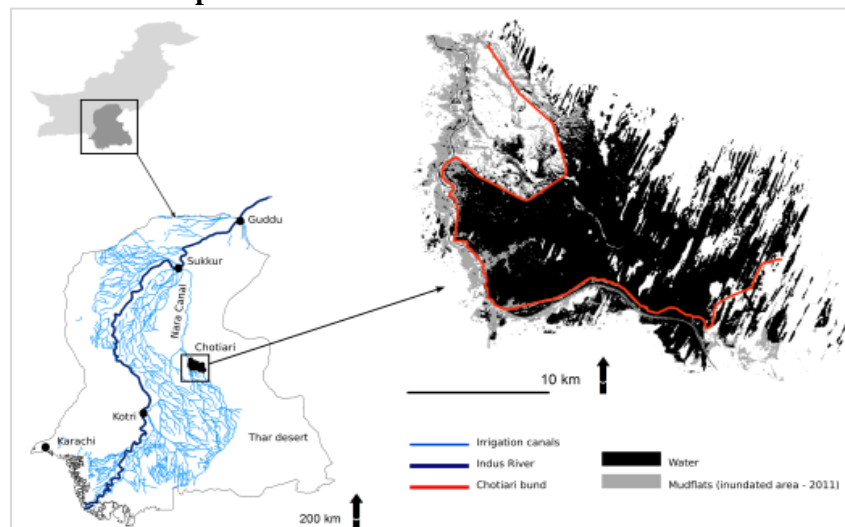 Guddu
Sukkur
Nara Canal
Chotiari
Kotri
Karachi
Thar desert
200 km
10 km
Irrigation canals
Indus River
Chotiari bund
Water
Mudflats (inundated area - 2011)